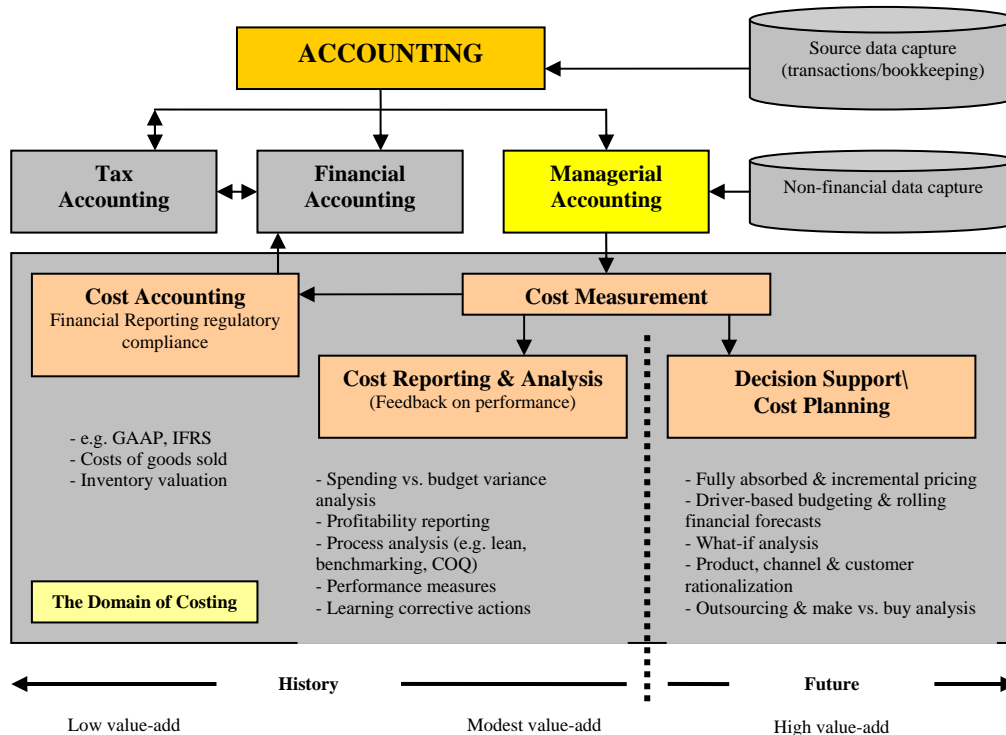 ACCOUNTING
Source data capture
(transactions/bookkeeping)
Tax
Accounting
Financial
Accounting
Managerial
Accounting
Non-financial data capture
Cost Accounting
Financial Reporting regulatory
compliance
Cost Measurement
Cost Reporting & Analysis
(Feedback on performance)
Decision Support\
Cost Planning
- e.g. GAAP, IFRS
- Costs of goods sold
- Inventory valuation
- Spending vs. budget variance
analysis
- Profitability reporting
- Process analysis (e.g. lean,
benchmarking, COQ)
- Performance measures
- Learning corrective actions
- Fully absorbed & incremental pricing
- Driver-based budgeting & rolling
financial forecasts
- What-if analysis
- Product, channel & customer
rationalization
- Outsourcing & make vs. buy analysis
The Domain of Costing
History
Future
Low value-add
Modest value-add
High value-add